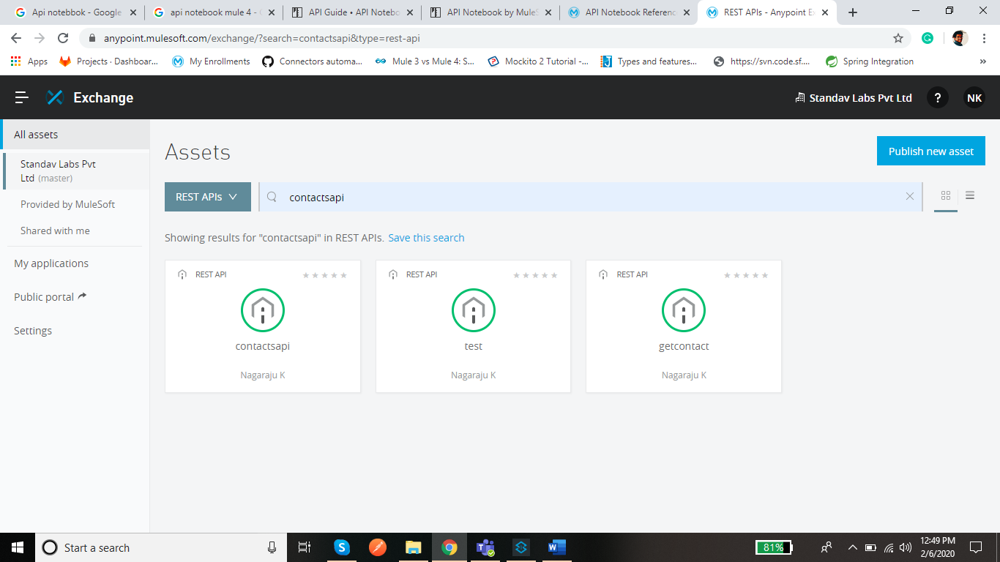 Api notebbok - Google
api notebbok mule 4 -
API Guide • API Notebo
API Notebook by MuleS
API Notebook Referenc
REST APIs - Anypoint Ex
anypoint.mulesoft.com/exchange/?search=contactsapi&type=rest-api
Apps
Projects · Dashboar...
My Enrollments
Connectors automa...
Mule 3 vs Mule 4: S...
Mockito 2 Tutorial -...
Types and features...
https://svn.code.sf....
Spring Integration
»
Exchange
Standav Labs Pvt Ltd
?
NK
All assets
Standav Labs Pvt
Ltd (master)
Provided by MuleSoft
Shared with me
My applications
Public portal
Settings
Assets
Publish new asset
REST APIs
contactsapi
Showing results for "contactsapi" in REST APIs. Save this search
REST API
contactsapi
Nagaraju K
REST API
test
Nagaraju K
REST API
getcontact
Nagaraju K
Start a search
81%
12:49 PM
2/6/2020